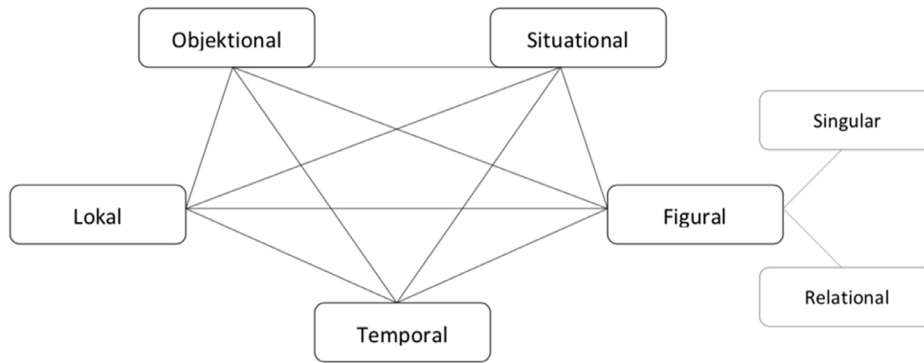 Objektional
Situational
Singular
Lokal
Figural
Relational
Temporal